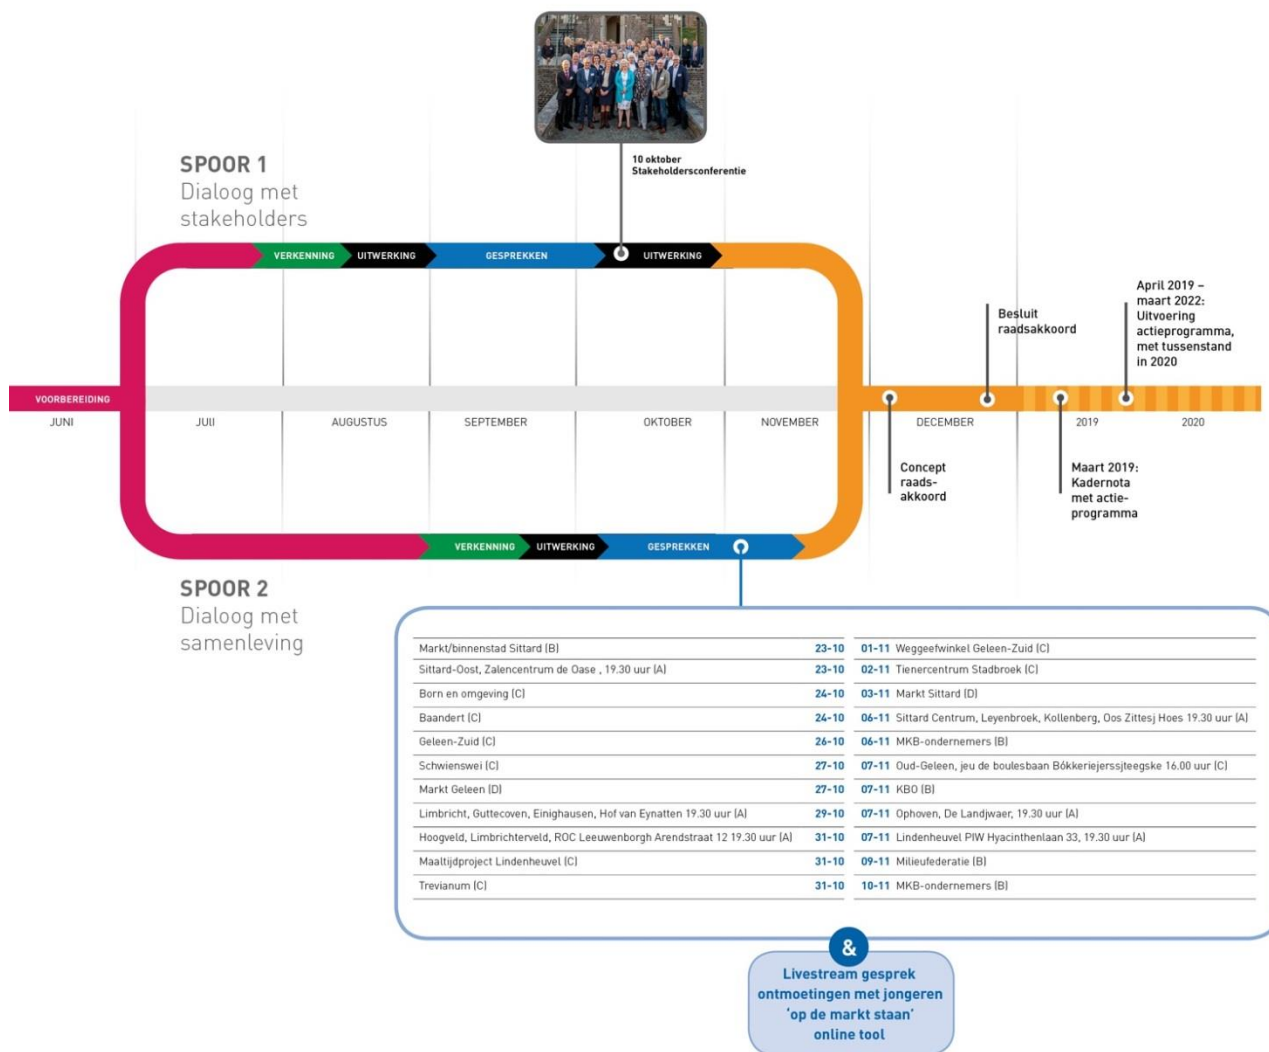 10 oktober
Stakeholdersconferentie
SPOOR 1
Dialoog met
stakeholders
VERKENNING
UITWERKING
GESPREKKEN
UITWERKING
April 2019 –
maart 2022:
Uitvoering
actieprogramma,
met tussenstand
in 2020
Besluit
raadsakkoord
VOORBEREIDING
JUNI
JULI
AUGUSTUS
SEPTEMBER
OKTOBER
NOVEMBER
DECEMBER
2019
2020
Concept
raads-
akkoord
Maart 2019:
Kadernota
met actie-
programma
VERKENNING
UITWERKING
GESPREKKEN
SPOOR 2
Dialoog met
samenleving
Markt/binnenstad Sittard (B) 23-10
Sittard-Oost, Zalencentrum de Oase , 19.30 uur (A) 23-10
Born en omgeving (C) 24-10
Baandert (C) 24-10
Geleen-Zuid (C) 26-10
Schwienswei (C) 27-10
Markt Geleen (D) 27-10
Limbricht, Guttecoven, Einighausen, Hof van Eynatten 19.30 uur (A) 29-10
Hoogveld, Limbrichterveld, ROC Leeuwenborgh Arendstraat 12 19.30 uur (A) 31-10
Maaltijdproject Lindenheuvel (C) 31-10
Trevianum (C) 31-10
01-11 Weggeefwinkel Geleen-Zuid (C)
02-11 Tienercentrum Stadbroek (C)
03-11 Markt Sittard (D)
06-11 Sittard Centrum, Leyenbroek, Kollenberg, Oos Zittesj Hoes 19.30 uur (A)
06-11 MKB-ondernemers (B)
07-11 Oud-Geleen, jeu de boulesbaan Bókkeriejerssjteegske 16.00 uur (C)
07-11 KBO (B)
07-11 Ophoven, De Landjwaer, 19.30 uur (A)
07-11 Lindenheuvel PIW Hyacinthenlaan 33, 19.30 uur (A)
09-11 Milieufederatie (B)
10-11 MKB-ondernemers (B)
&
Livestream gesprek
ontmoetingen met jongeren
‘op de markt staan’
online tool